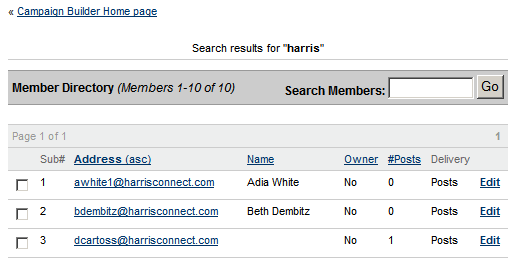 « Campaign Builder Home page
Search results for "harris"
Member Directory (Members 1-10 of 10) Search Members: Go
Page 1 of 1 1
Sub# Address (asc) Name Owner #Posts Delivery
1 awhite1@harrisconnect.com Adia White No 0 Posts Edit
2 bdembitz@harrisconnect.com Beth Dembitz No 0 Posts Edit
3 dcartoss@harrisconnect.com No 1 Posts Edit